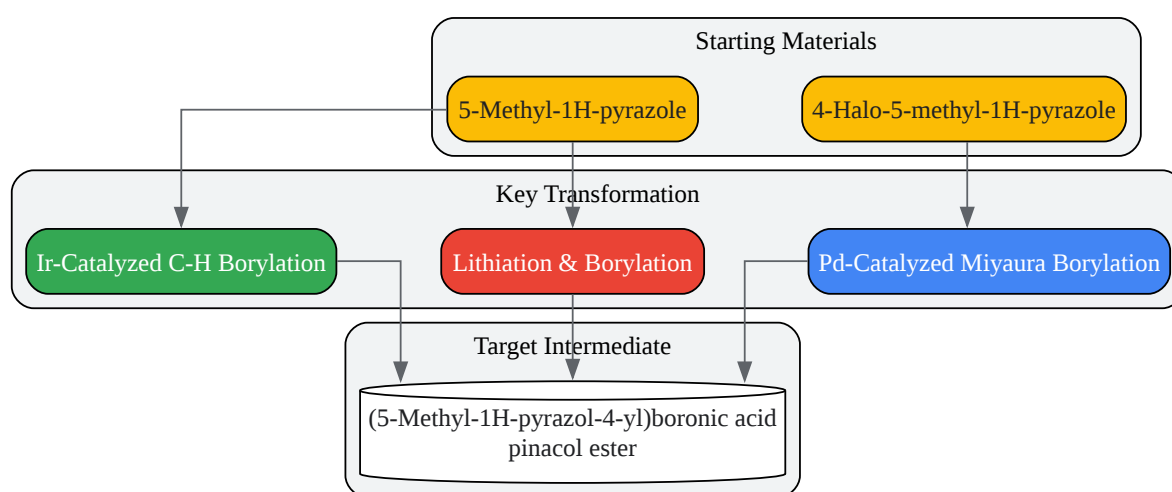 Starting Materials
5-Methyl-1H-pyrazole
4-Halo-5-methyl-1H-pyrazole
Key Transformation
Ir-Catalyzed C-H Borylation
Lithiation & Borylation
Pd-Catalyzed Miyaura Borylation
Target Intermediate
(5-Methyl-1H-pyrazol-4-yl)boronic acid
pinacol ester